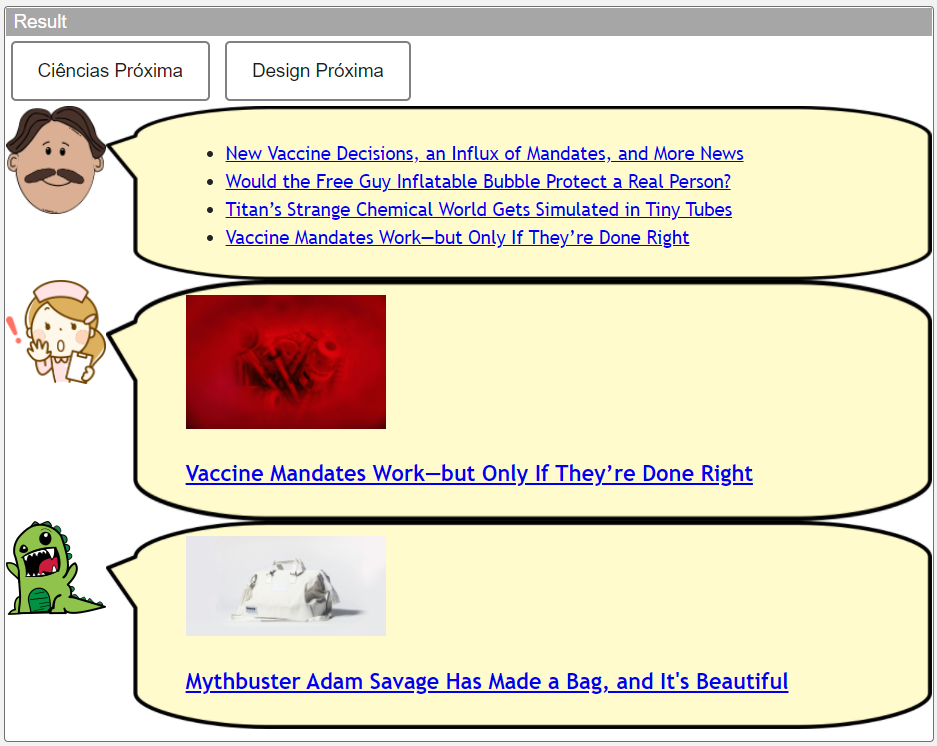 Result
Ciências Próxima
Design Próxima
New Vaccine Decisions, an Influx of Mandates, and More News
Would the Free Guy Inflatable Bubble Protect a Real Person?
Titan’s Strange Chemical World Gets Simulated in Tiny Tubes
Vaccine Mandates Work—but Only If They’re Done Right
!
Vaccine Mandates Work—but Only If They’re Done Right
Mythbuster Adam Savage Has Made a Bag, and It's Beautiful